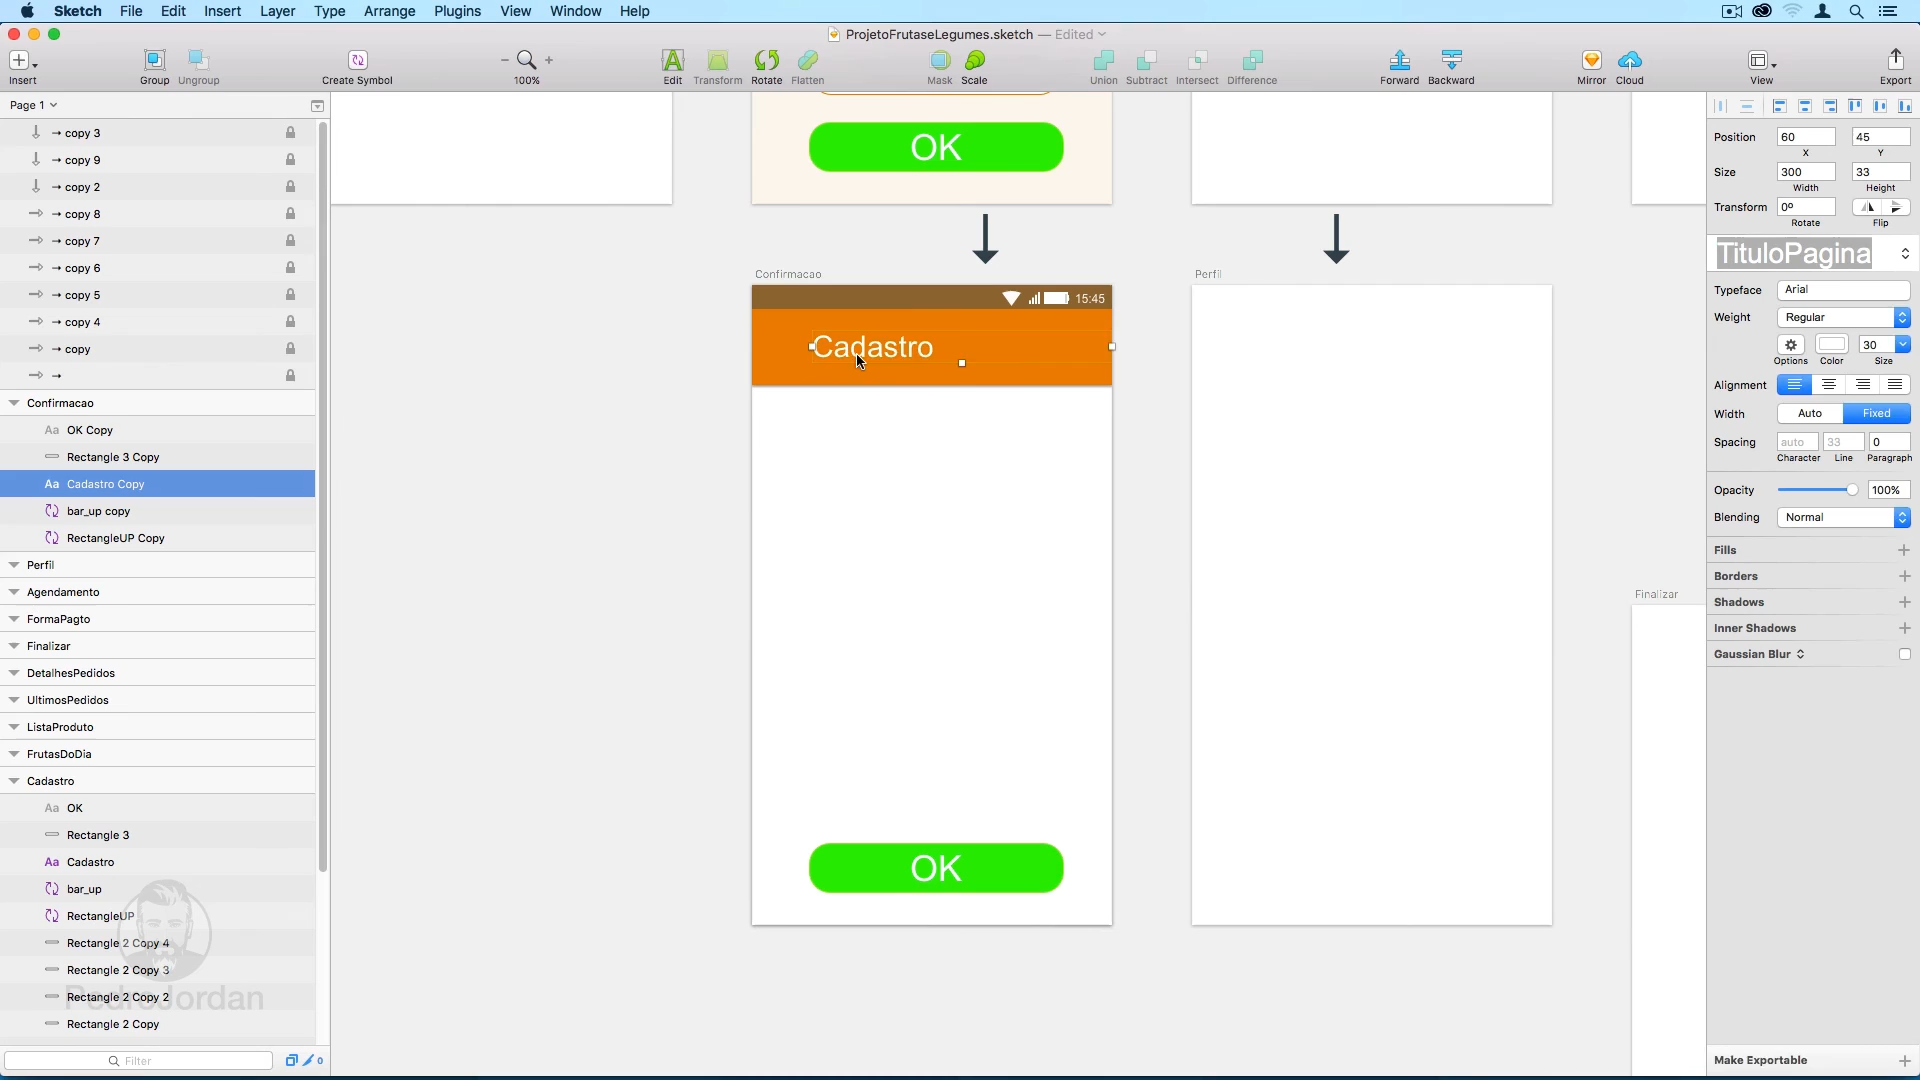 Sketch File Edit Insert Layer Type Arrange Plugins View Window Help
ProjetoFrutaseLegumes.sketch — Edited
Insert Group Ungroup Create Symbol 100% Edit Transform Rotate Flatten Mask Scale Union Subtract Intersect Difference Forward Backward Mirror Cloud View Export
Page 1
→ copy 3
→ copy 9
→ copy 2
→ copy 8
→ copy 7
→ copy 6
→ copy 5
→ copy 4
→ copy
→
Confirmacao
Aa OK Copy
Rectangle 3 Copy
Aa Cadastro Copy
bar_up copy
RectangleUP Copy
Perfil
Agendamento
FormaPagto
Finalizar
DetalhesPedidos
UltimosPedidos
ListaProduto
FrutasDoDia
Cadastro
Aa OK
Rectangle 3
Aa Cadastro
bar_up
RectangleUP
Rectangle 2 Copy 4
Rectangle 2 Copy 3
Rectangle 2 Copy 2
Rectangle 2 Copy
PedroJordan
Filter
0
OK
Confirmacao
15:45
Cadastro
OK
Perfil
Finalizar
Position 60 45
X Y
Size 300 33
Width Height
Transform 0º
Rotate Flip
TituloPagina
Typeface Arial
Weight Regular
30
Options Color Size
Alignment
Width Auto Fixed
Spacing auto 33 0
Character Line Paragraph
Opacity 100%
Blending Normal
Fills
Borders
Shadows
Inner Shadows
Gaussian Blur
Make Exportable